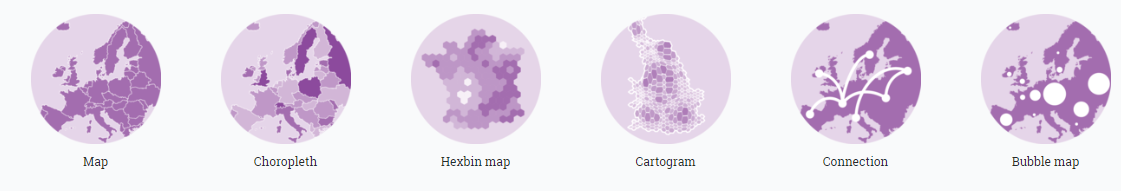 Map
Choropleth
Hexbin map
Cartogram
Connection
Bubble map